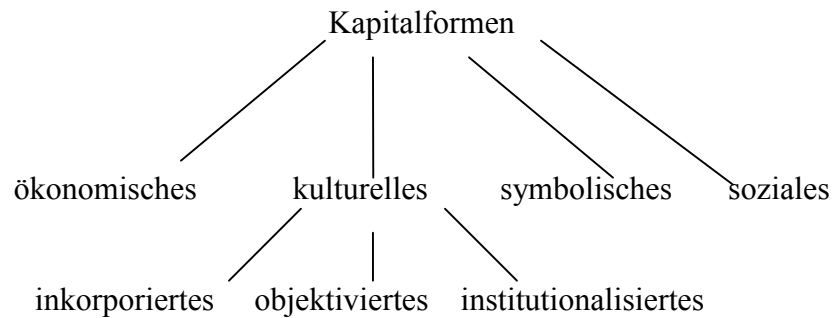 Kapitalformen
ökonomisches kulturelles symbolisches soziales
inkorporiertes objektiviertes institutionalisiertes